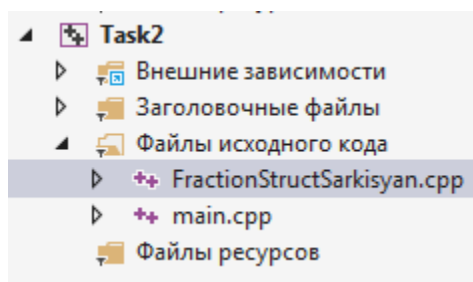 Task2
Внешние зависимости
Заголовочные файлы
Файлы исходного кода
FractionStructSarkisyan.cpp
main.cpp
Файлы ресурсов